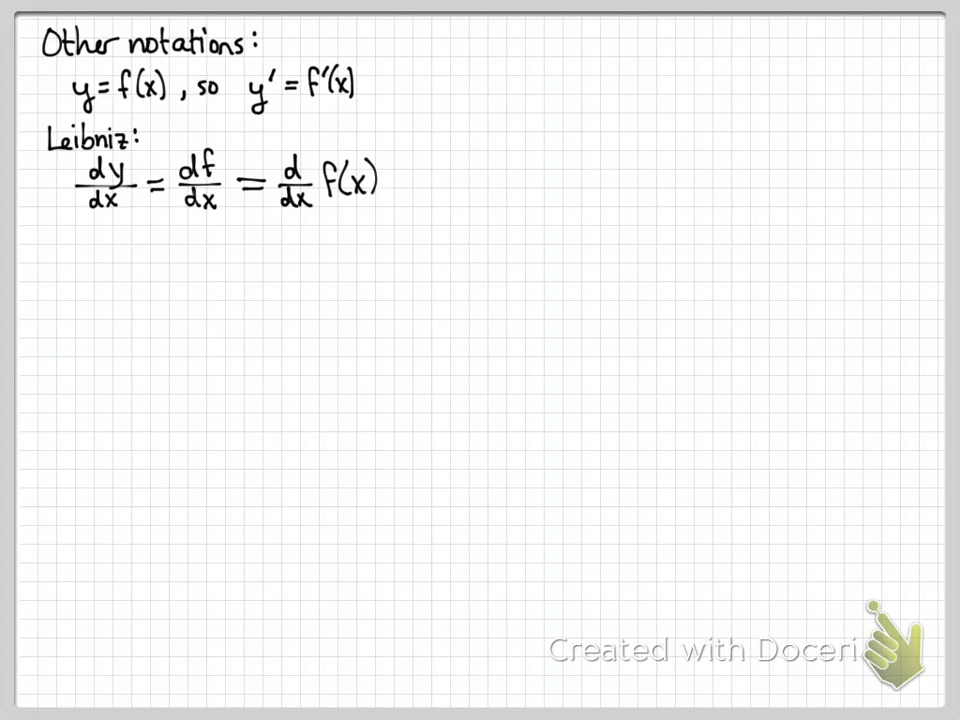 Other notations:
y = f(x), so y' = f'(x)
Leibniz:
dy/dx = df/dx = d/dx f(x)
Created with Doceri